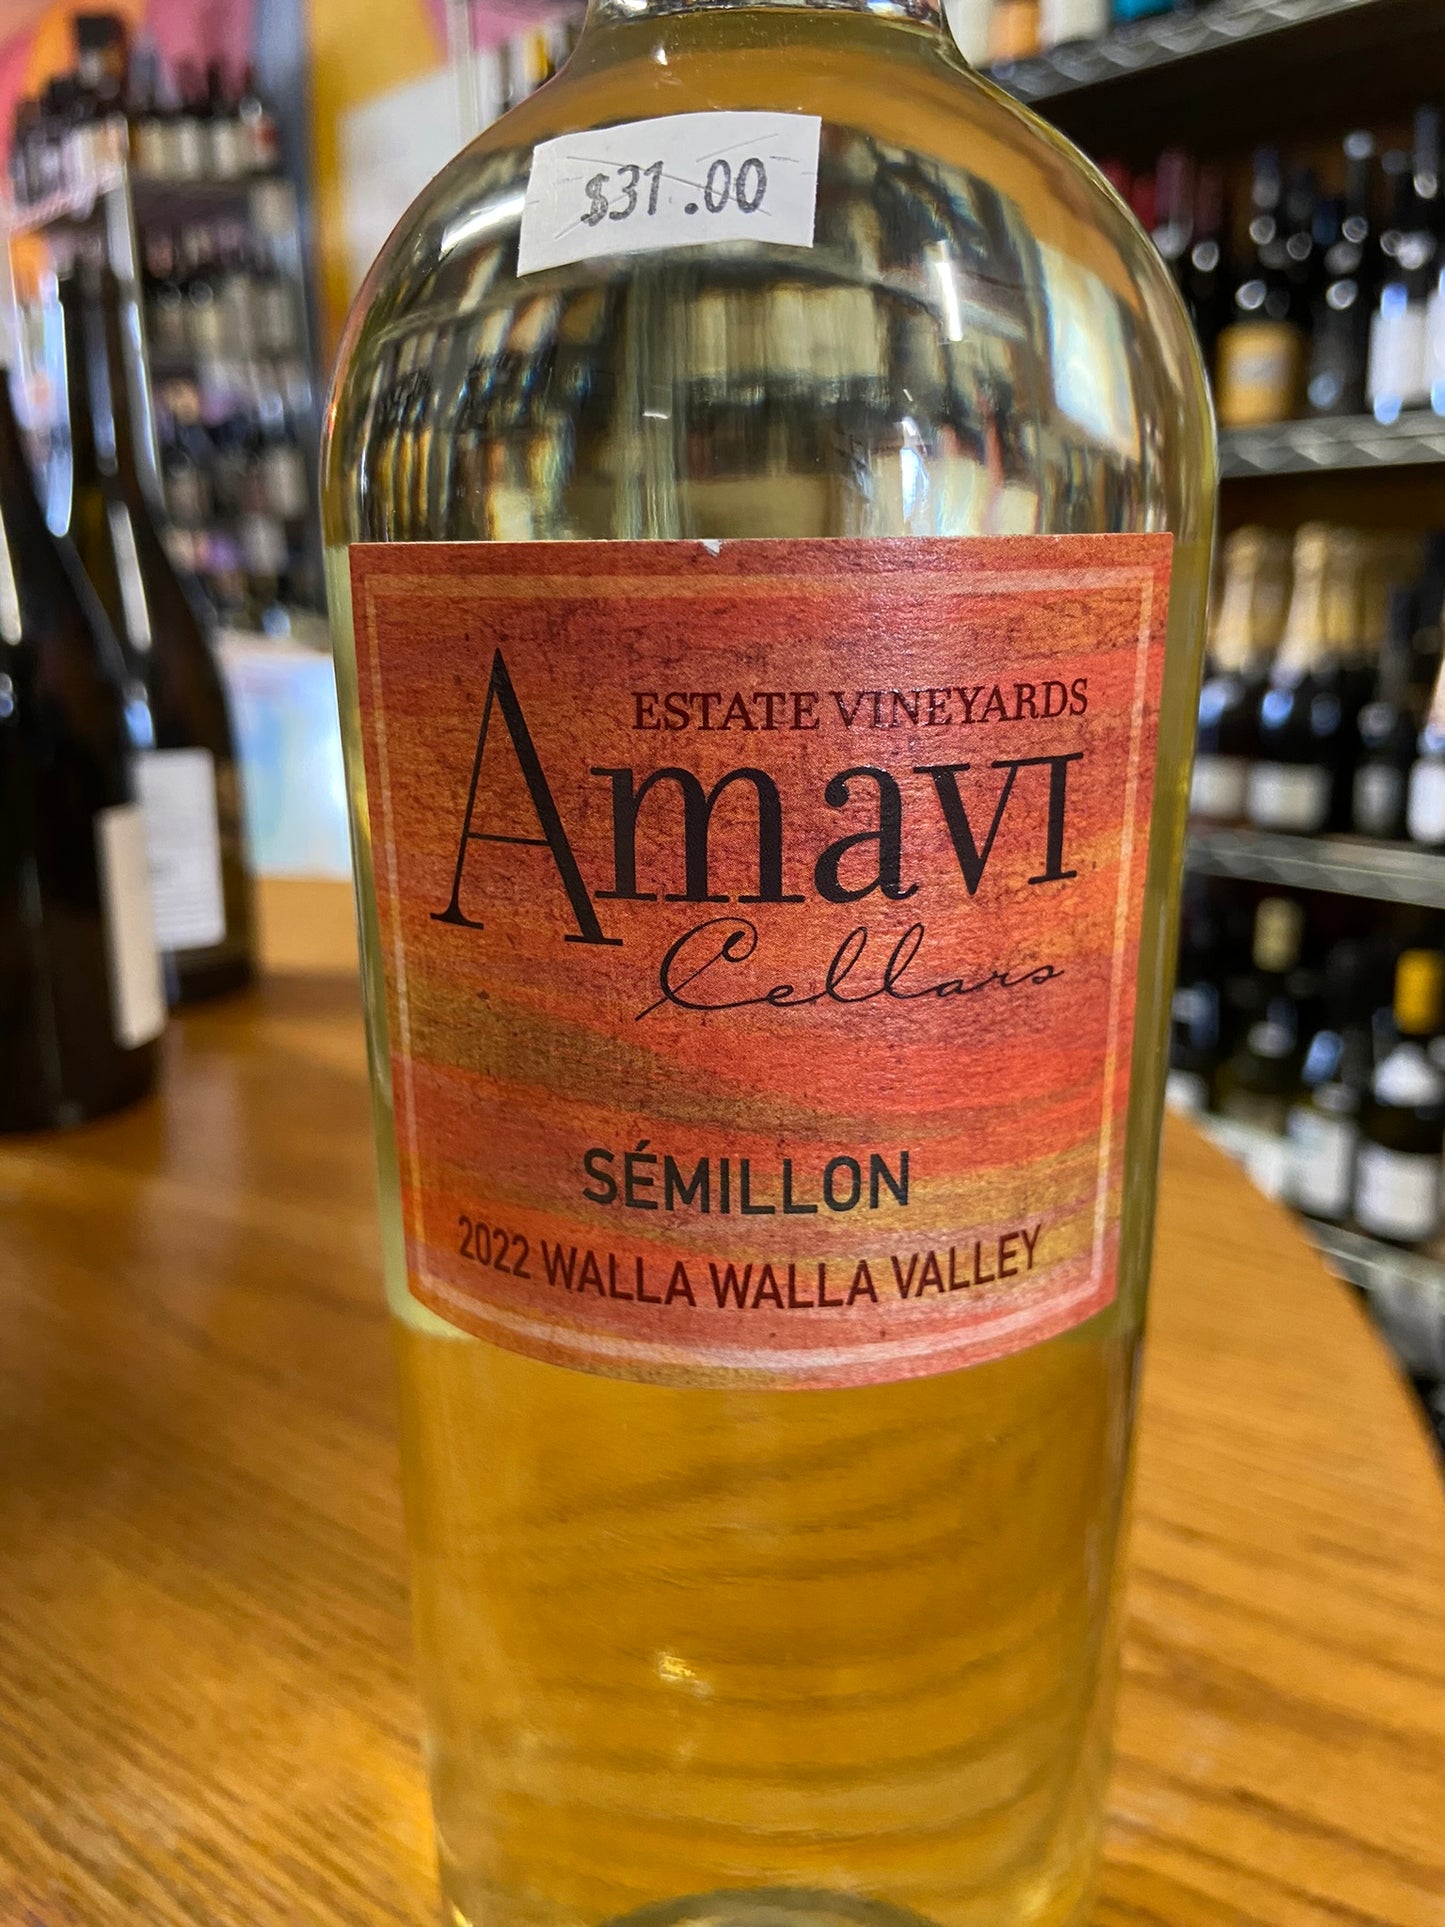 $31.00
ESTATE VINEYARDS
Amavi
Cellars
SÉMILLON
2022 WALLA WALLA VALLEY